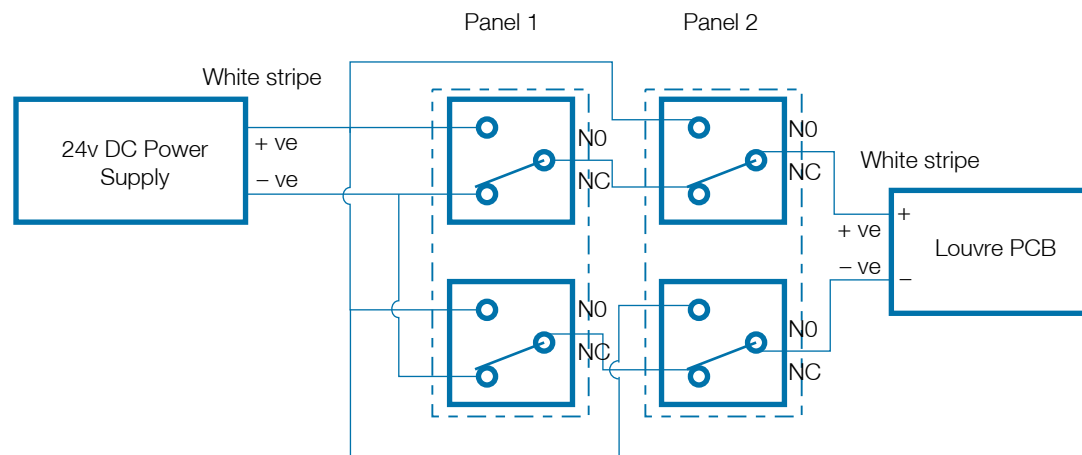 Panel 1
Panel 2
White stripe
24v DC Power
Supply
+ ve
– ve
N0
NC
N0
NC
White stripe
+
+ ve
Louvre PCB
– ve
–
N0
NC
N0
NC